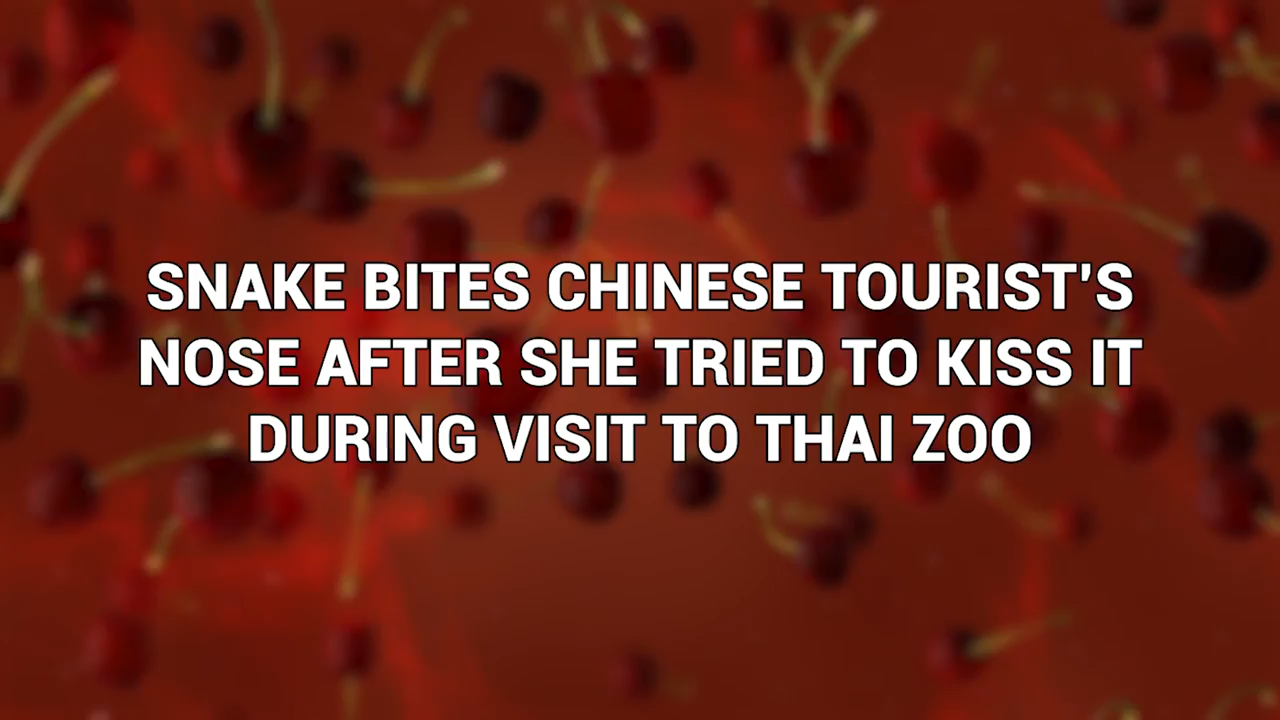 SNAKE BITES CHINESE TOURIST'S
NOSE AFTER SHE TRIED TO KISS IT
DURING VISIT TO THAI ZOO